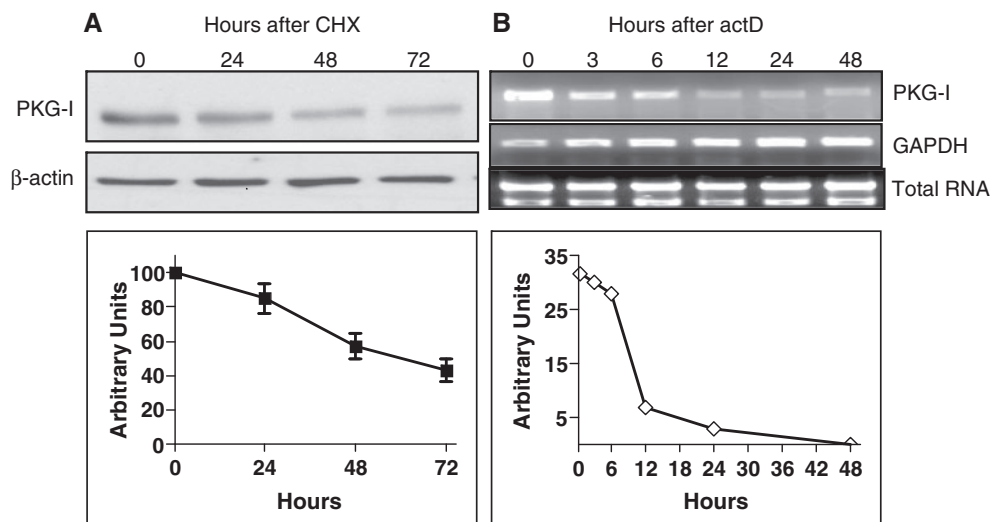 A
Hours after CHX
0 24 48 72
PKG-I
β-actin
Arbitrary Units
100
80
60
40
20
0
0 24 48 72
Hours
B
Hours after actD
0 3 6 12 24 48
PKG-I
GAPDH
Total RNA
Arbitrary Units
35
25
15
5
0 6 12 18 24 30 36 42 48
Hours